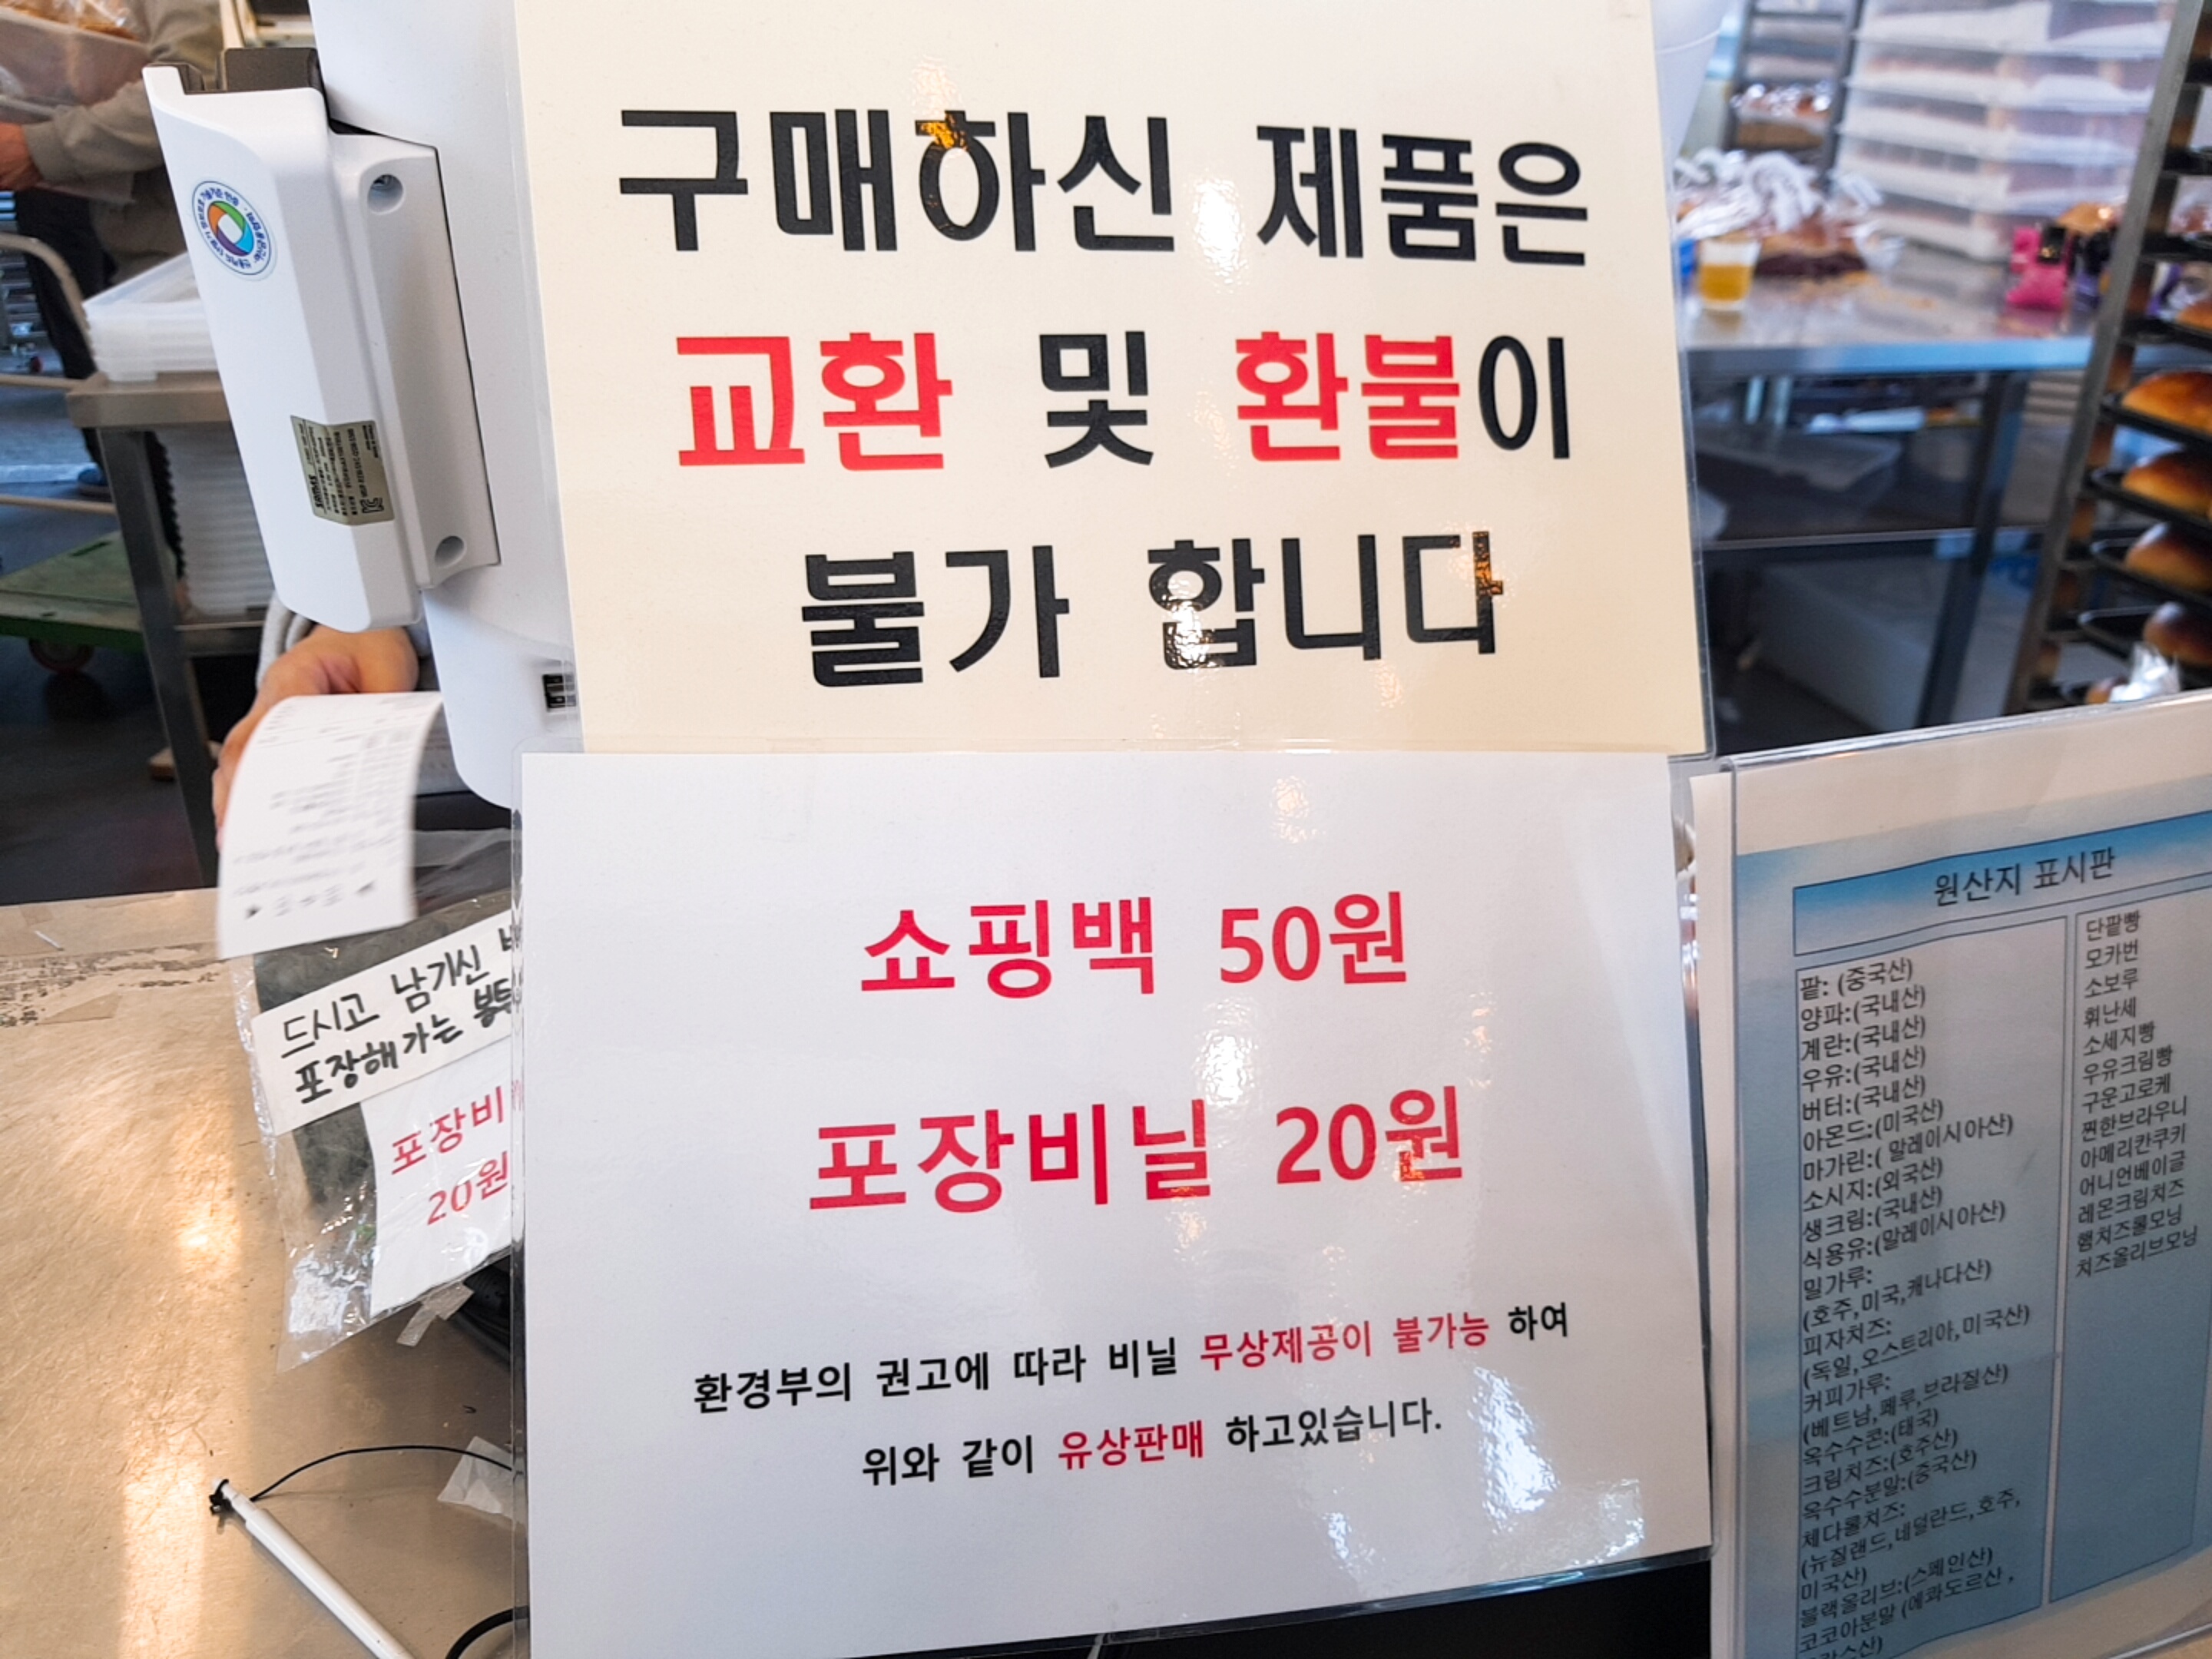 구매하신 제품은
교환 및 환불이
불가 합니다
쇼핑백 50원
포장비닐 20원
환경부의 권고에 따라 비닐 무상제공이 불가능 하여
위와 같이 유상판매 하고있습니다.
드시고 남기신
포장해가는
포장비
20원
원산지 표시판
팥: (중국산)
양파:(국내산)
계란:(국내산)
우유:(국내산)
버터:(국내산)
아몬드:(미국산)
마가린:( 말레이시아산)
소시지:(외국산)
생크림:(국내산)
식용유:(말레이시아산)
밀가루:
(호주,미국,캐나다산)
피자치즈:
(독일,오스트리아,미국산)
커피가루:
(베트남,페루,브라질산)
옥수수콘:(태국)
크림치즈:(호주산)
옥수수분말:(중국산)
체다롤치즈:
(뉴질랜드,네덜란드,호주,
미국산)
블랙올리브:(스페인산)
코코아분말 (에콰도르산 ,
단팥빵
모카번
소보루
휘난세
소세지빵
우유크림빵
구운고로케
찐한브라우니
아메리칸쿠키
어니언베이글
레몬크림치즈
햄치즈롤모닝
치즈올리브모닝